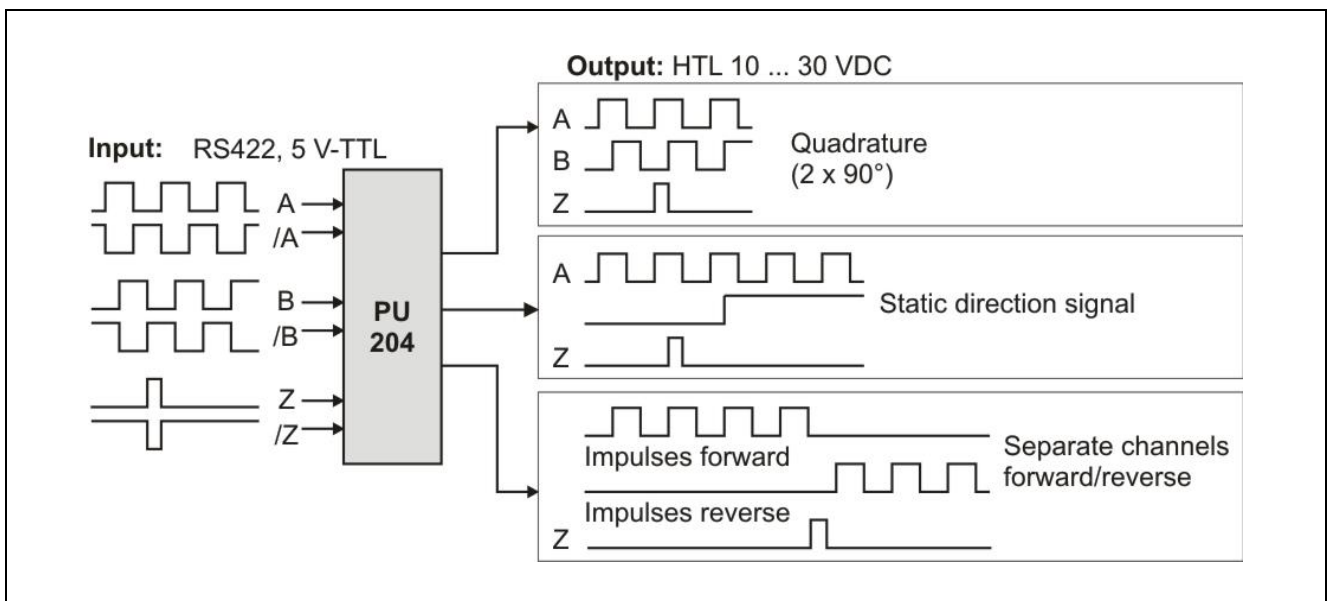 Output: HTL 10 ... 30 VDC
Input: RS422, 5 V-TTL
A
/A
B
/B
Z
/Z
PU
204
A
B
Z
Quadrature
(2 x 90°)
A
Static direction signal
Z
Impulses forward
Impulses reverse
Z
Separate channels
forward/reverse